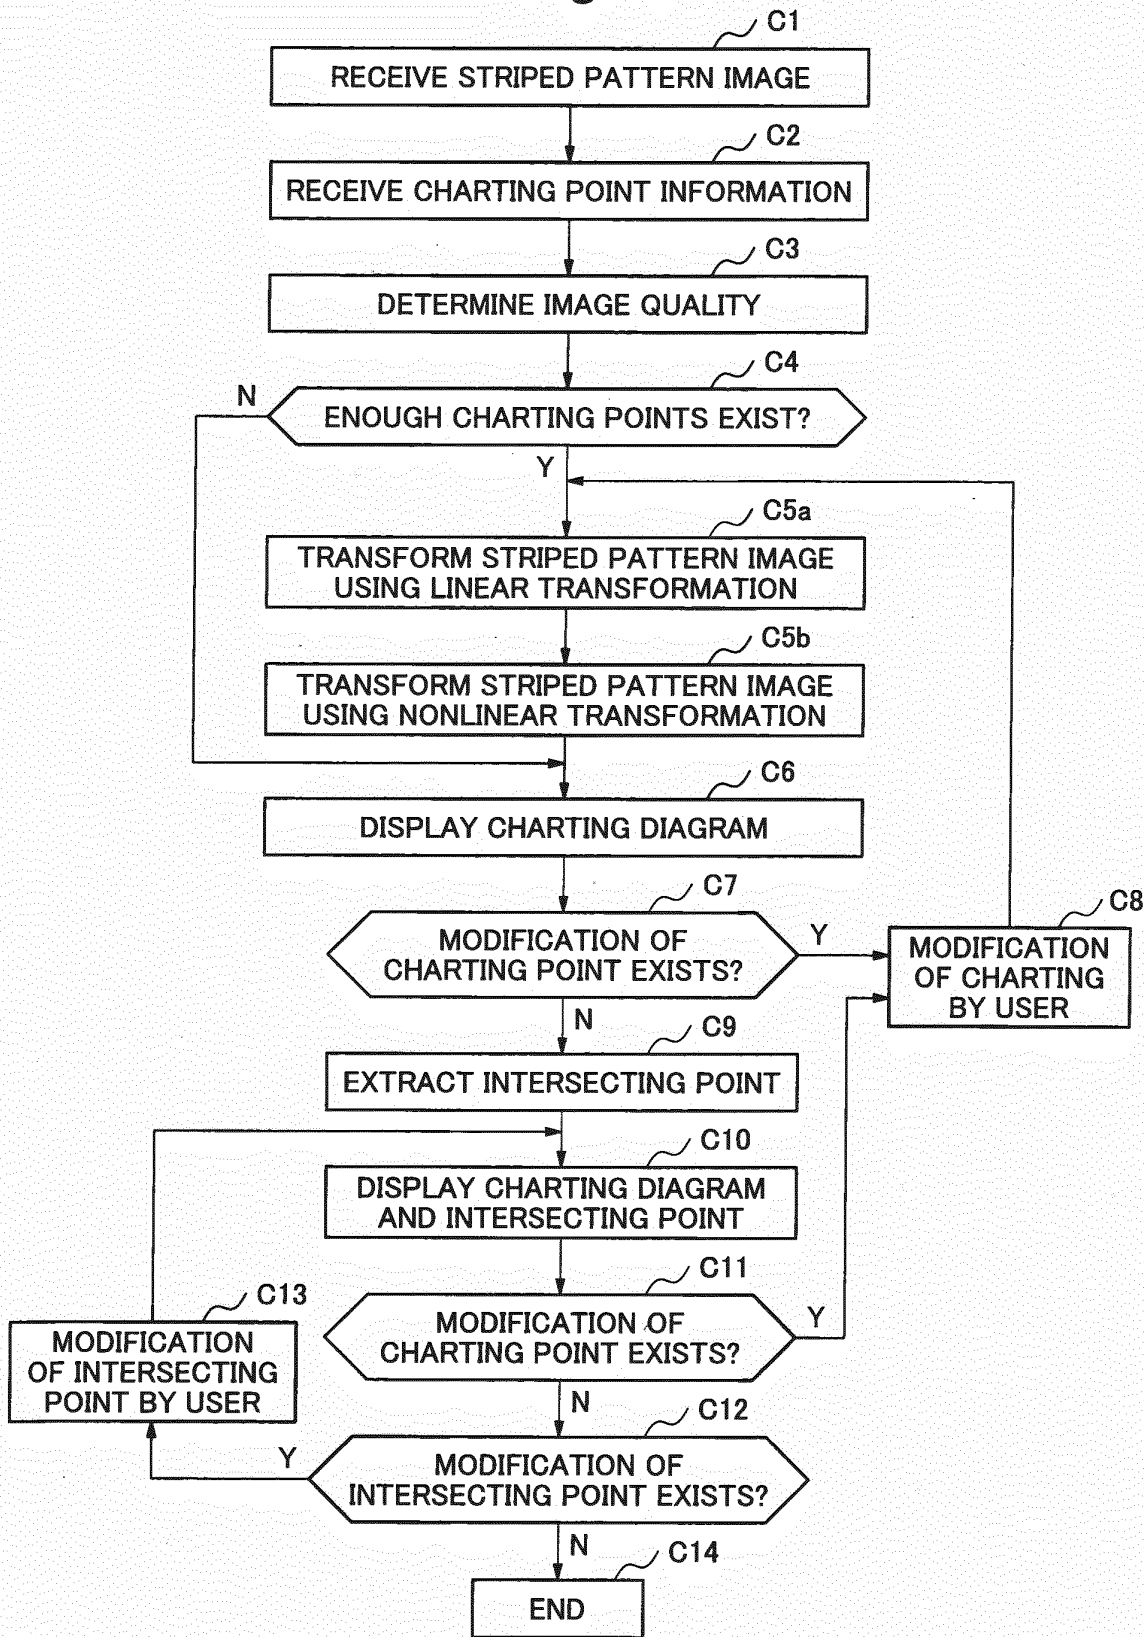 C1
RECEIVE STRIPED PATTERN IMAGE
C2
RECEIVE CHARTING POINT INFORMATION
C3
DETERMINE IMAGE QUALITY
C4
N
ENOUGH CHARTING POINTS EXIST?
Y
C5a
TRANSFORM STRIPED PATTERN IMAGE
USING LINEAR TRANSFORMATION
C5b
TRANSFORM STRIPED PATTERN IMAGE
USING NONLINEAR TRANSFORMATION
C6
DISPLAY CHARTING DIAGRAM
C7
MODIFICATION OF
CHARTING POINT EXISTS?
Y
C8
MODIFICATION
OF CHARTING
BY USER
N
C9
EXTRACT INTERSECTING POINT
C10
DISPLAY CHARTING DIAGRAM
AND INTERSECTING POINT
C11
MODIFICATION OF
CHARTING POINT EXISTS?
Y
C13
MODIFICATION
OF INTERSECTING
POINT BY USER
N
C12
Y
MODIFICATION OF
INTERSECTING POINT EXISTS?
N
C14
END